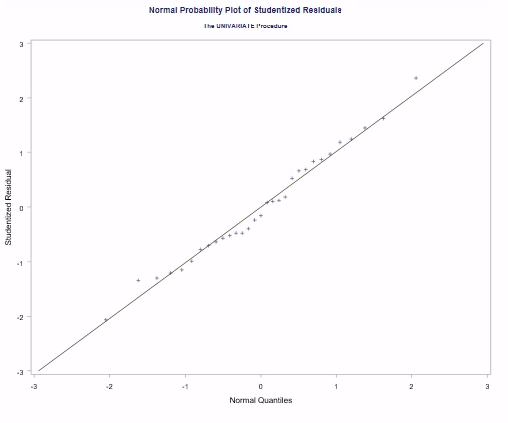 Normal Probability Plot of Studentized Residuals
The UNIVARIATE Procedure
3
2
1
0
-1
-2
-3
Studentized Residual
-3 -2 -1 0 1 2 3
Normal Quantiles